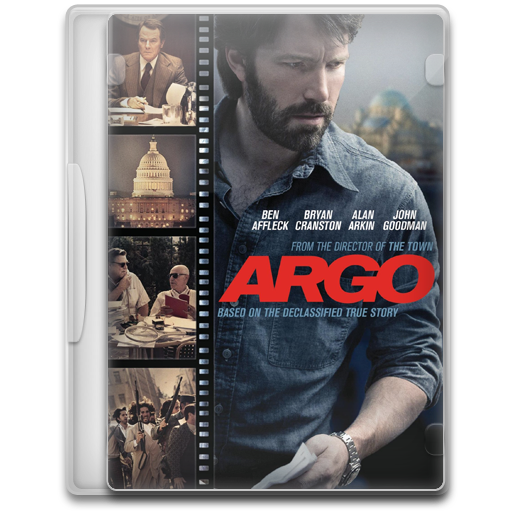 BEN AFFLECK BRYAN CRANSTON ALAN ARKIN JOHN GOODMAN
FROM THE DIRECTOR OF THE TOWN
ARGO
BASED ON THE DECLASSIFIED TRUE STORY